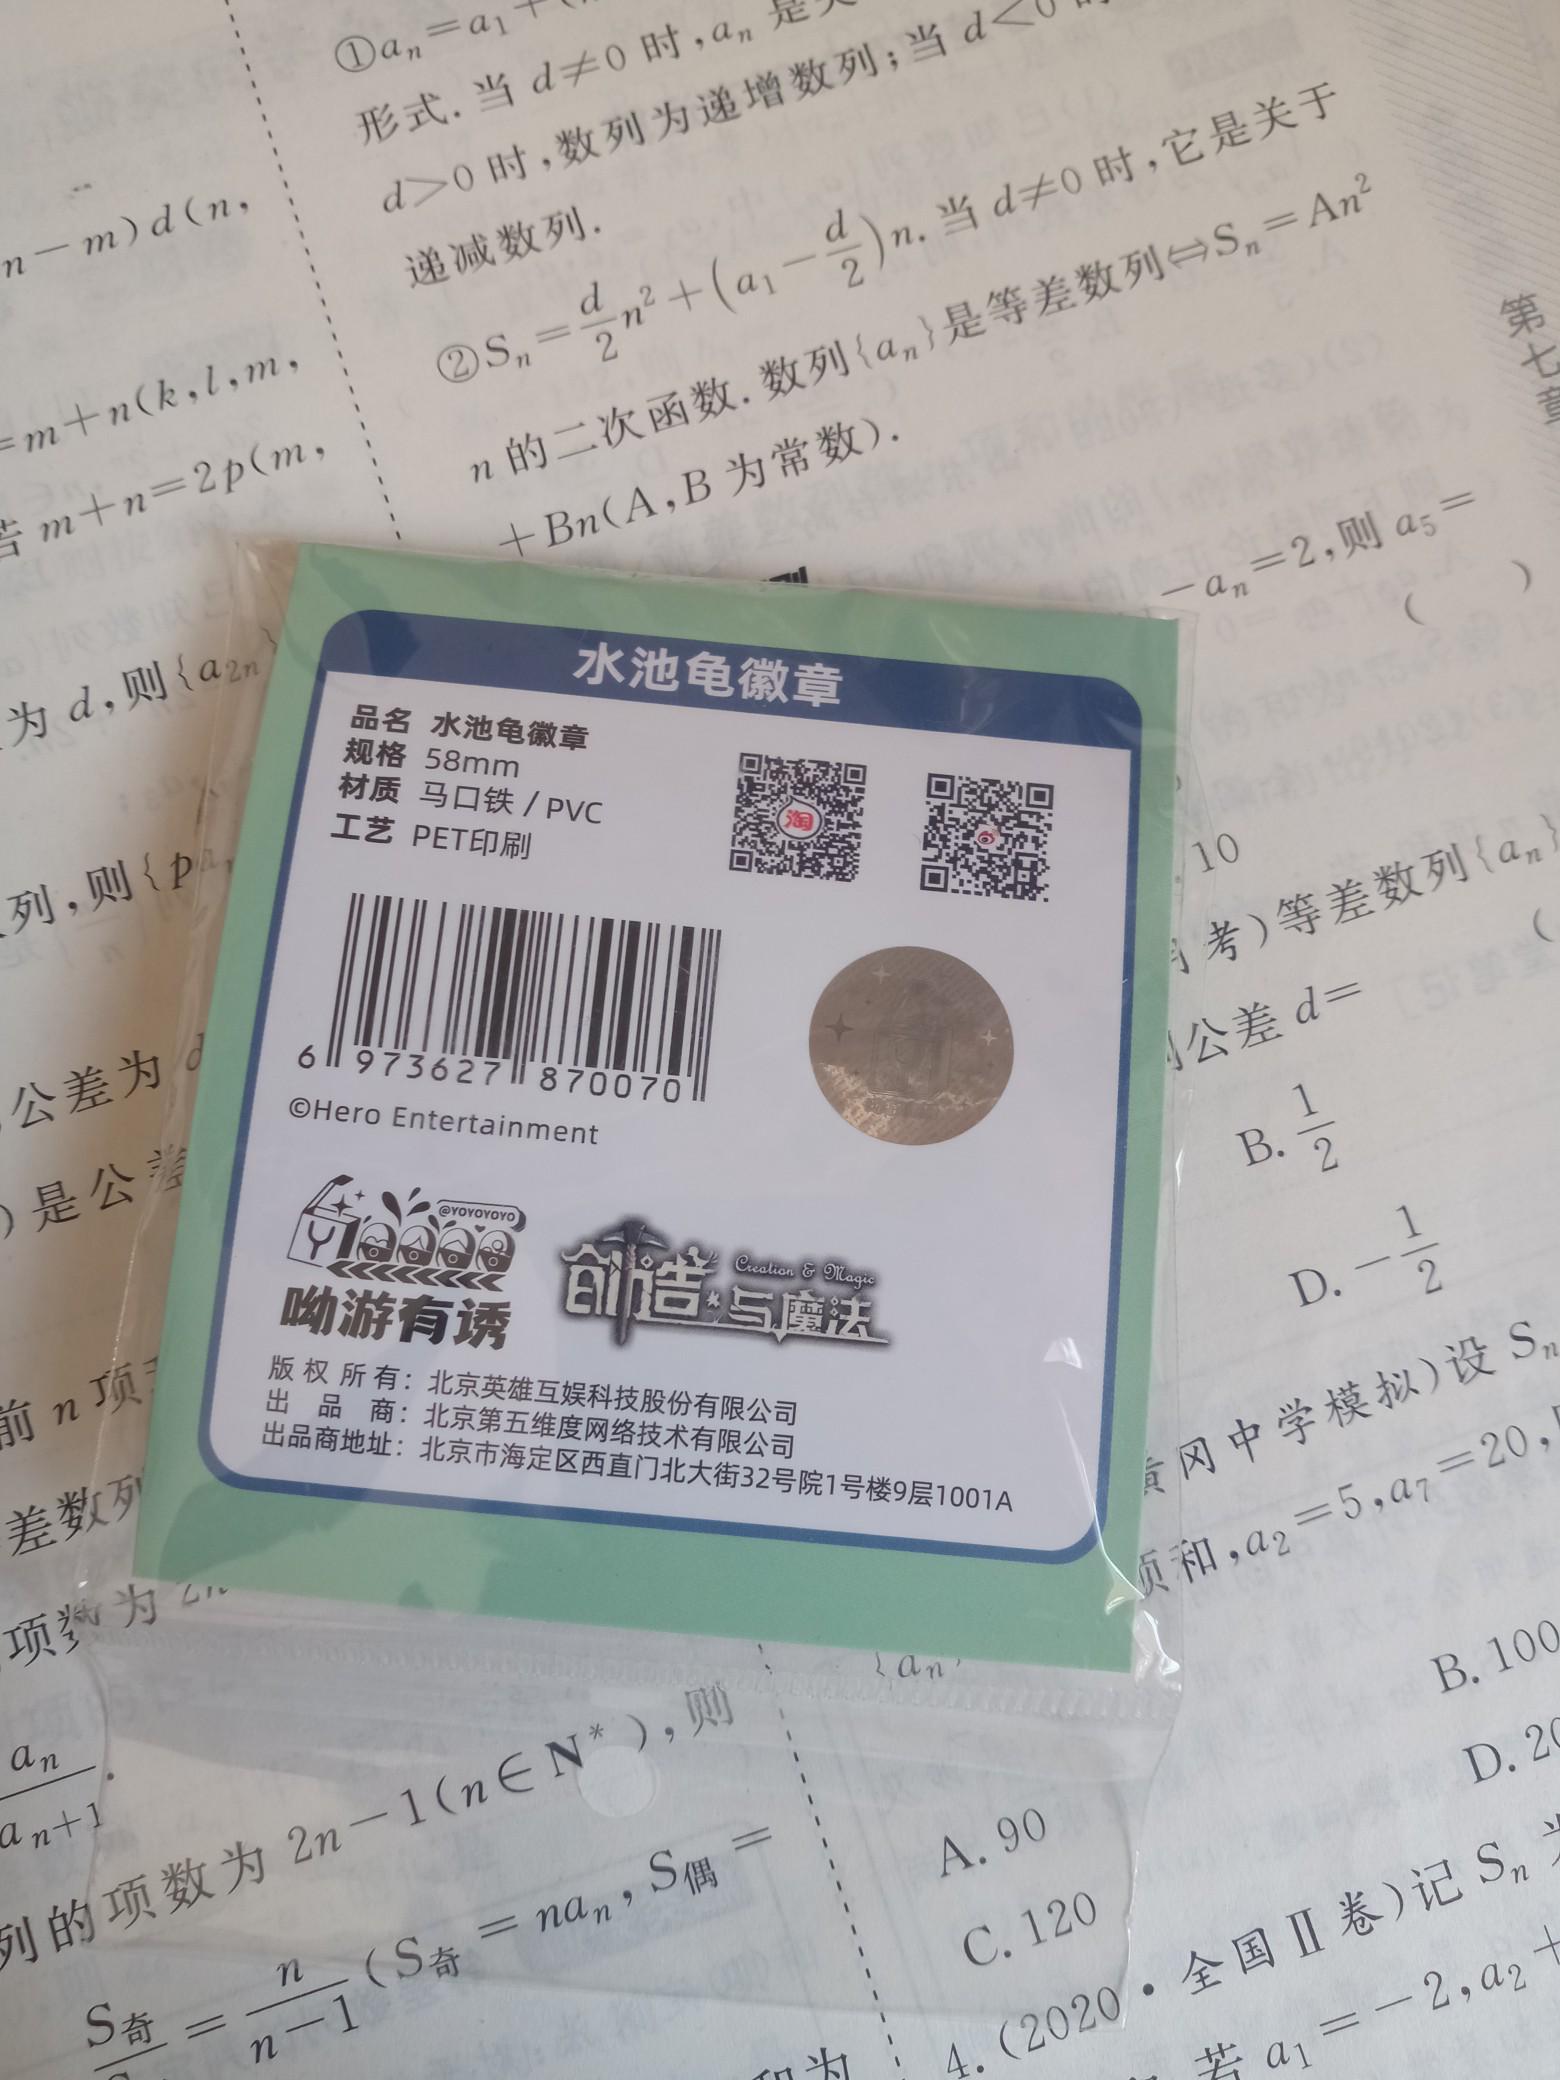 ①aₙ=a₁+(
形式.当 d≠0 时,aₙ 是关
d>0 时,数列为递增数列;当 d<0 时
递减数列.
②Sₙ=d/2 n²+(a₁-d/2)n.当 d≠0 时,它是关于
n 的二次函数.数列{aₙ}是等差数列⇔Sₙ=An²
+Bn(A,B 为常数).
n-m)d(n,
=m+n(k,l,m,
若 m+n=2p(m,
为 d,则{a₂ₙ}
列,则{pa
公差为 d
)是公差
前 n 项
差数列
项数为 2n
aₙ/aₙ₊₁.
列的项数为 2n-1(n∈N*),则
S奇/=n/n-1(S奇=naₙ,S偶=
第七章
-aₙ=2,则 a₅=
( )
.10
考)等差数列{aₙ}
公差 d=
B. 1/2
D. -1/2
黄冈中学模拟)设 Sₙ
项和,a₂=5,a₇=20,
{aₙ
B. 100
D. 20
A. 90
C. 120
4.(2020·全国Ⅱ卷)记 Sₙ
若 a₁=-2,a₂+
和为
水池龟徽章
品名 水池龟徽章
规格 58mm
材质 马口铁 / PVC
工艺 PET印刷
淘
6 973627 870070
©Hero Entertainment
@YOYOYOYO
呦游有诱
Creation & Magic
创造与魔法
版权所有：北京英雄互娱科技股份有限公司
出品商：北京第五维度网络技术有限公司
出品商地址：北京市海淀区西直门北大街32号院1号楼9层1001A